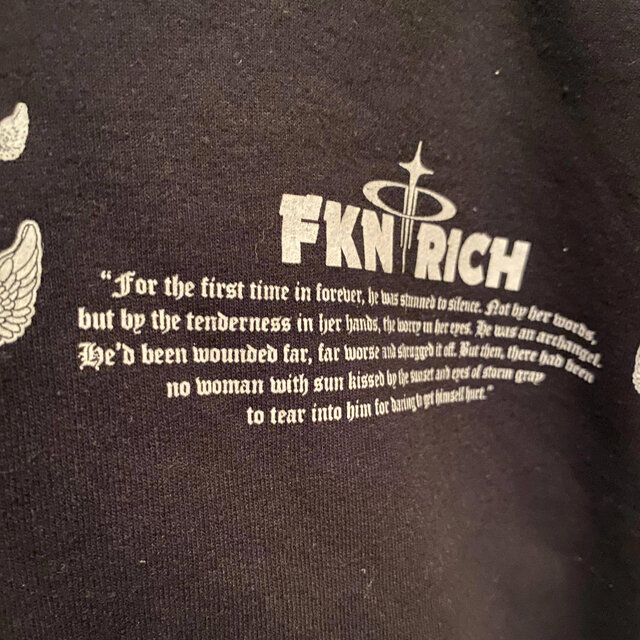 FKN RICH
“For the first time in forever, he was stunned to silence. Not by her words,
but by the tenderness in her hands, the worry in her eyes. He was an archangel.
He’d been wounded far, far worse and shrugged it off. But then, there had been
no woman with sun kissed by the sunset and eyes of storm gray
to tear into him for daring to get himself hurt.”